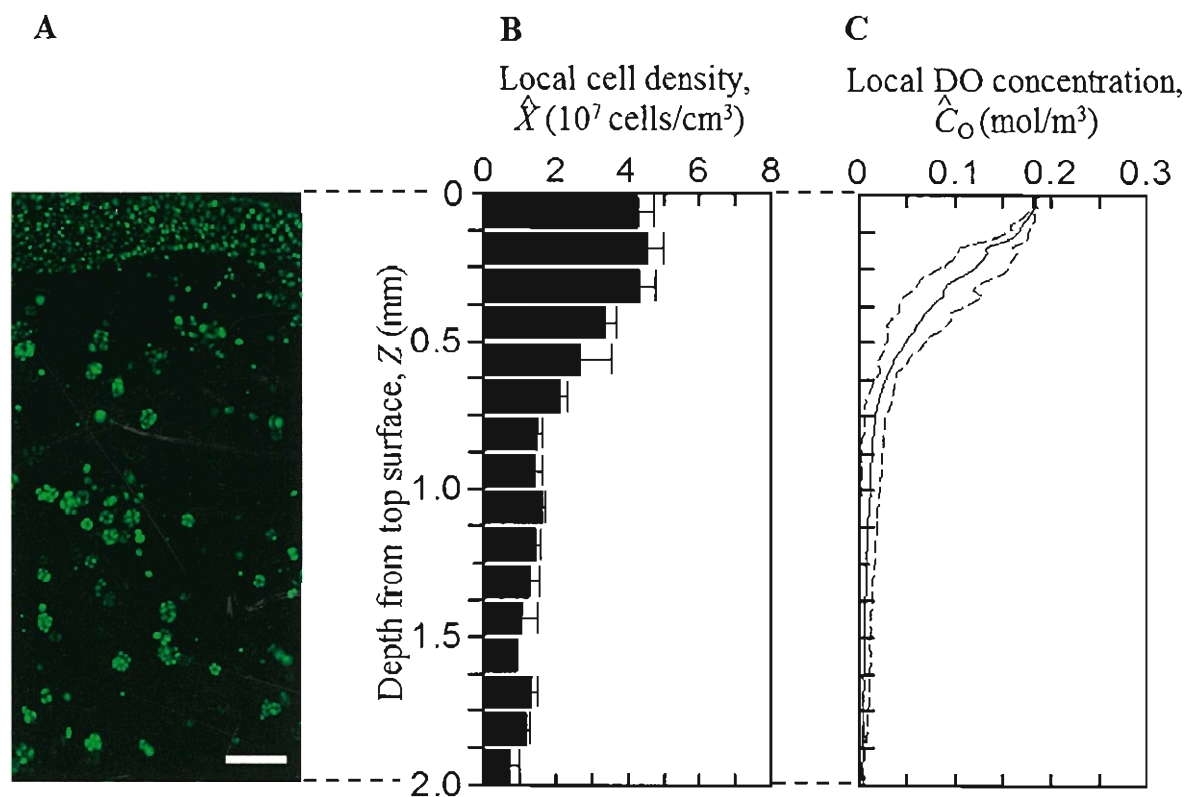 A
B
C
Local cell density,
X̂ (10⁷ cells/cm³)
Local DO concentration,
Ĉ_O (mol/m³)
0 2 4 6 8
0 0.1 0.2 0.3
Depth from top surface, Z (mm)
0
0.5
1.0
1.5
2.0